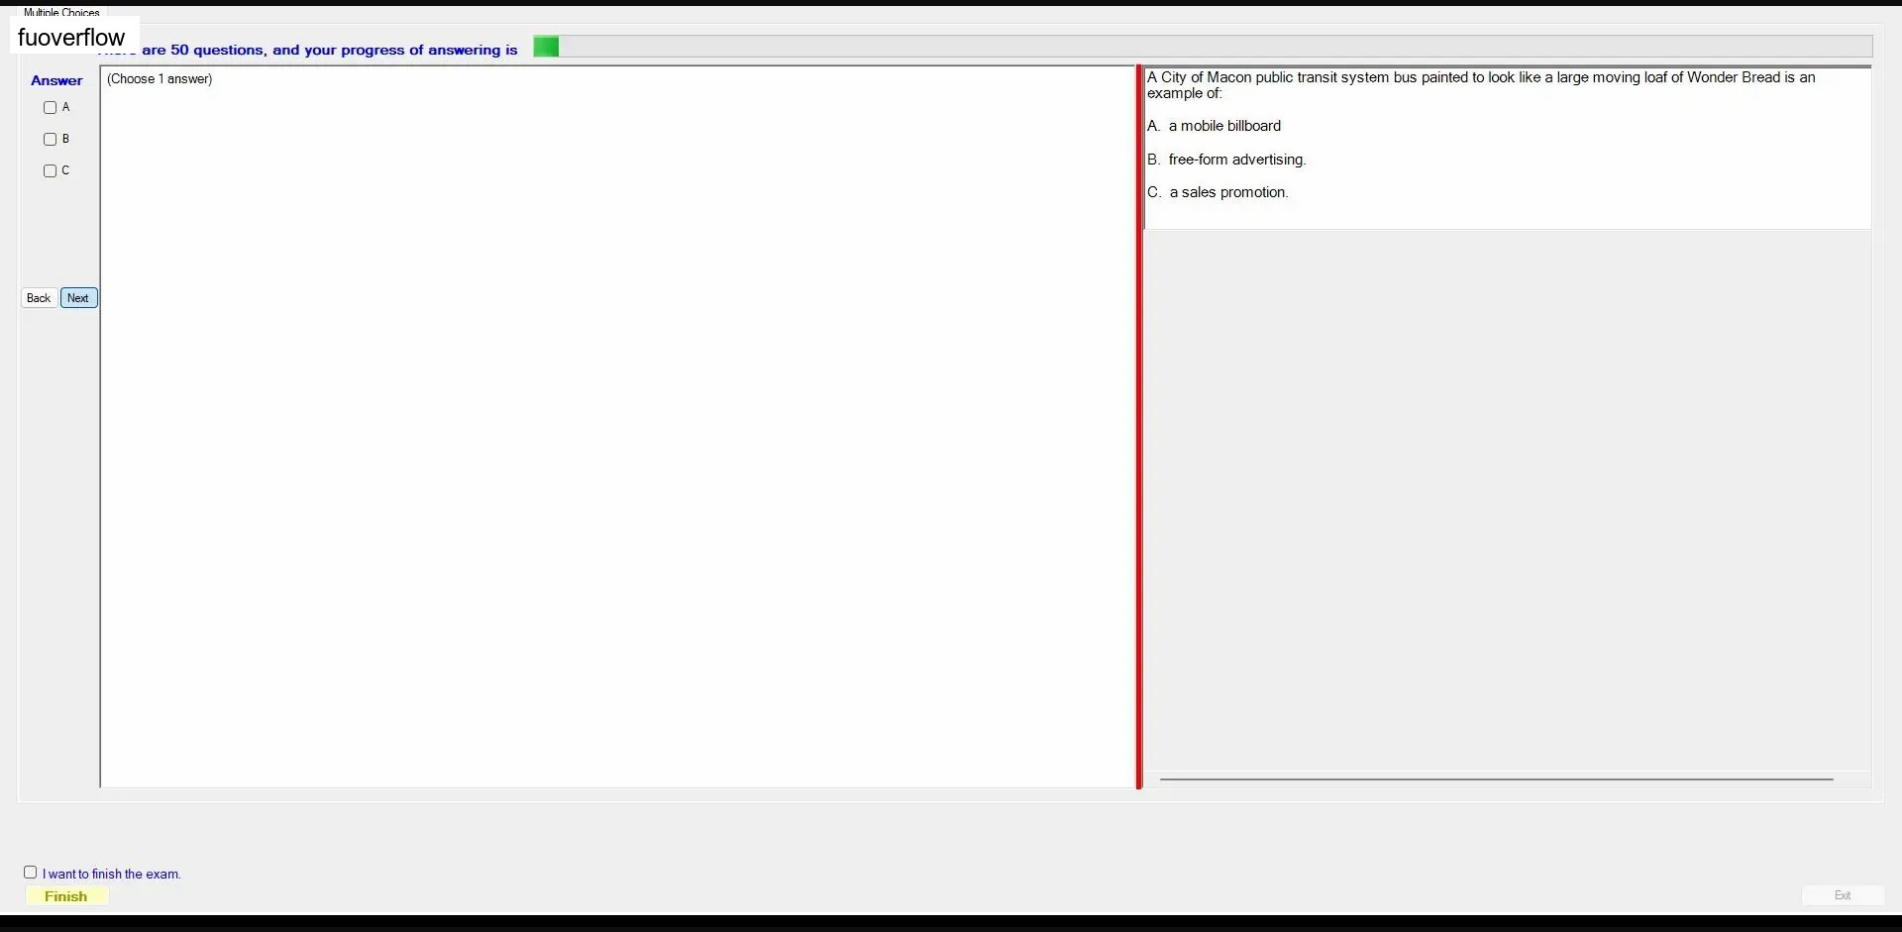 Multiple Choices
fuoverflow
are 50 questions, and your progress of answering is
Answer
(Choose 1 answer)
A
B
C
Back Next
A City of Macon public transit system bus painted to look like a large moving loaf of Wonder Bread is an
example of:
A. a mobile billboard
B. free-form advertising.
C. a sales promotion.
I want to finish the exam.
Finish
Exit